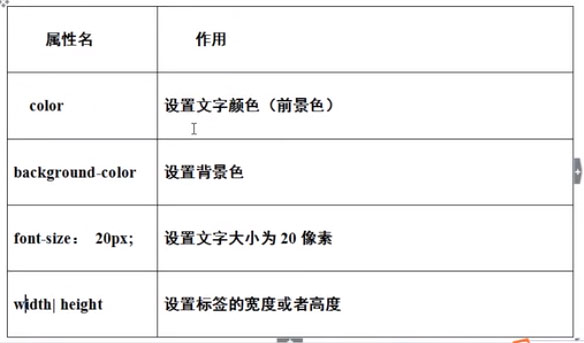 属性名 作用
color 设置文字颜色（前景色）
background-color 设置背景色
font-size： 20px； 设置文字大小为 20 像素
width| height 设置标签的宽度或者高度